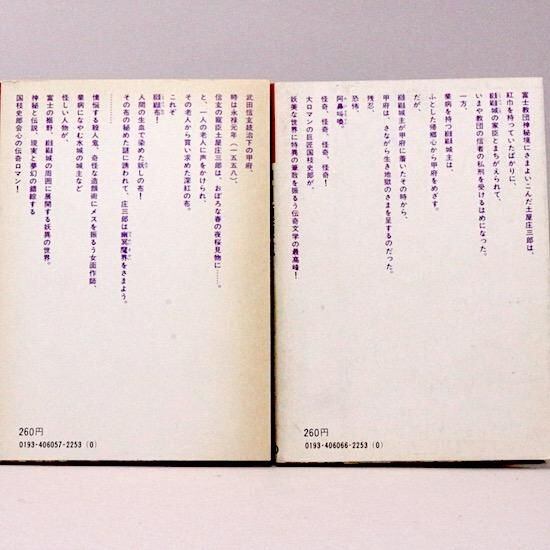 武田信玄統治下の甲府、
時は永禄元年(一五五八)。
信玄の寵臣土屋庄三郎は、おぼろな春の夜桜見物に……。
と、一人の老人に声をかけられ、
その老人から買い求めた深紅の布。
これぞ
纐纈布!
人間の生血で染めた妖しの布!
その布の秘めた謎に誘われて、庄三郎は幽冥魔界をさまよう。
…………
懊悩する殺人鬼、奇怪な造顔術にメスを振るう女面作師、
業病になやむ水城の城主など
怪しい人物が、
富士の裾野、纐纈城の周囲に展開する妖異の世界。
神秘と伝説、現実と夢幻の錯綜する
国枝史郎会心の伝奇ロマン!
260円
0193-406057-2253(0)
富士教団神秘境にさまよいこんだ土屋庄三郎は、
紅巾を持っていたばかりに、
纐纈城の家臣とまちがえられて、
いまや教団の信者の私刑を受けるはめになった。
一方、
業病を持つ纐纈城主は、
ふとした帰郷心から甲府をめざす。
だが、
纐纈城主が甲府に着いたその時から、
甲府は、さながら生き地獄のさまを呈するのだった。
残忍、
恐怖、
阿鼻叫喚、
怪奇、怪奇、怪奇!
大ロマンの巨匠国枝史郎が、
妖美な世界に特異の筆致を振るう伝奇文学の最高峰!
260円
0193-406066-2253(0)